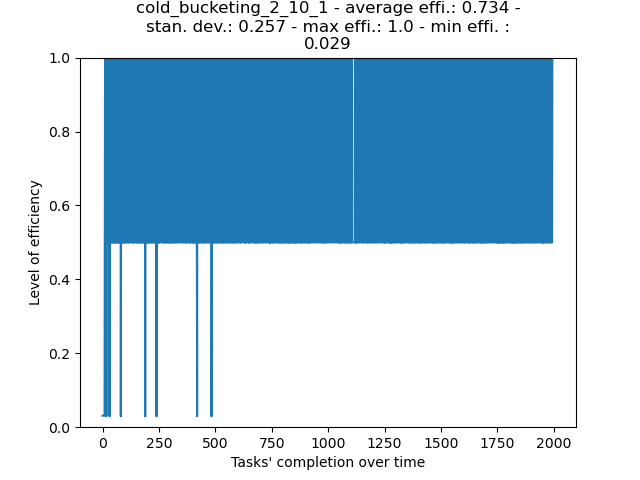 cold_bucketing_2_10_1 - average effi.: 0.734 -
stan. dev.: 0.257 - max effi.: 1.0 - min effi. :
0.029
1.0
0.8
0.6
0.4
0.2
0.0
Level of efficiency
0 250 500 750 1000 1250 1500 1750 2000
Tasks' completion over time